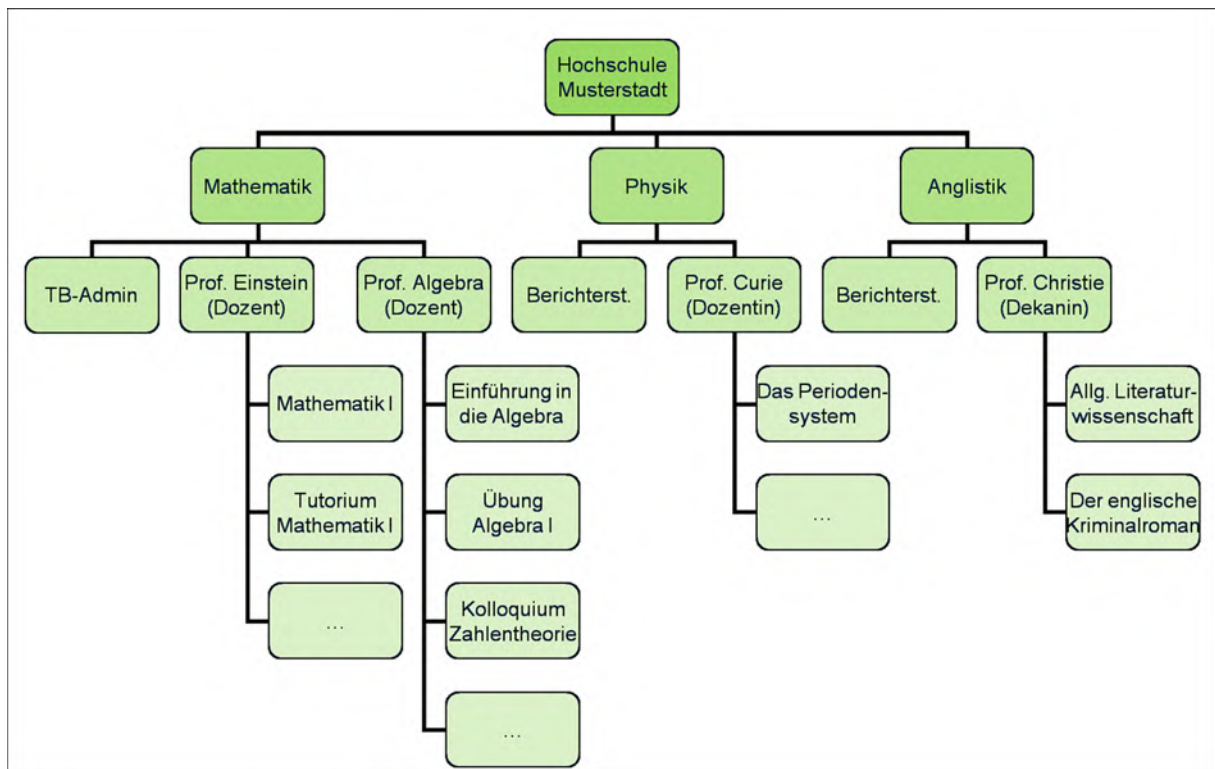 Hochschule
Musterstadt
Mathematik
Physik
Anglistik
TB-Admin
Prof. Einstein
(Dozent)
Prof. Algebra
(Dozent)
Berichterst.
Prof. Curie
(Dozentin)
Berichterst.
Prof. Christie
(Dekanin)
Mathematik I
Einführung in
die Algebra
Das Perioden-
system
Allg. Literatur-
wissenschaft
Tutorium
Mathematik I
Übung
Algebra I
...
Der englische
Kriminalroman
...
Kolloquium
Zahlentheorie
...